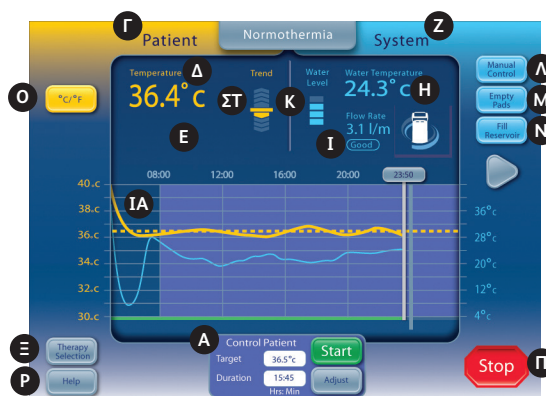 Γ
Patient
Normothermia
System
Z
Temperature
Δ
36.4°c
ΣΤ
Trend
K
Water
Level
Water Temperature
24.3°c
H
E
Flow Rate
3.1 l/m
Good
I
O
°C/°F
Manual
Control
Λ
Empty
Pads
M
Fill
Reservoir
N
08:00
12:00
16:00
20:00
23:50
IA
40.c
38.c
36.c
34.c
32.c
30.c
36°c
28°c
20°c
12°c
4°c
A
Control Patient
Target
36.5°c
Start
Duration
15:45
Adjust
Hrs: Min
Ξ
Therapy
Selection
P
Help
Stop
Π